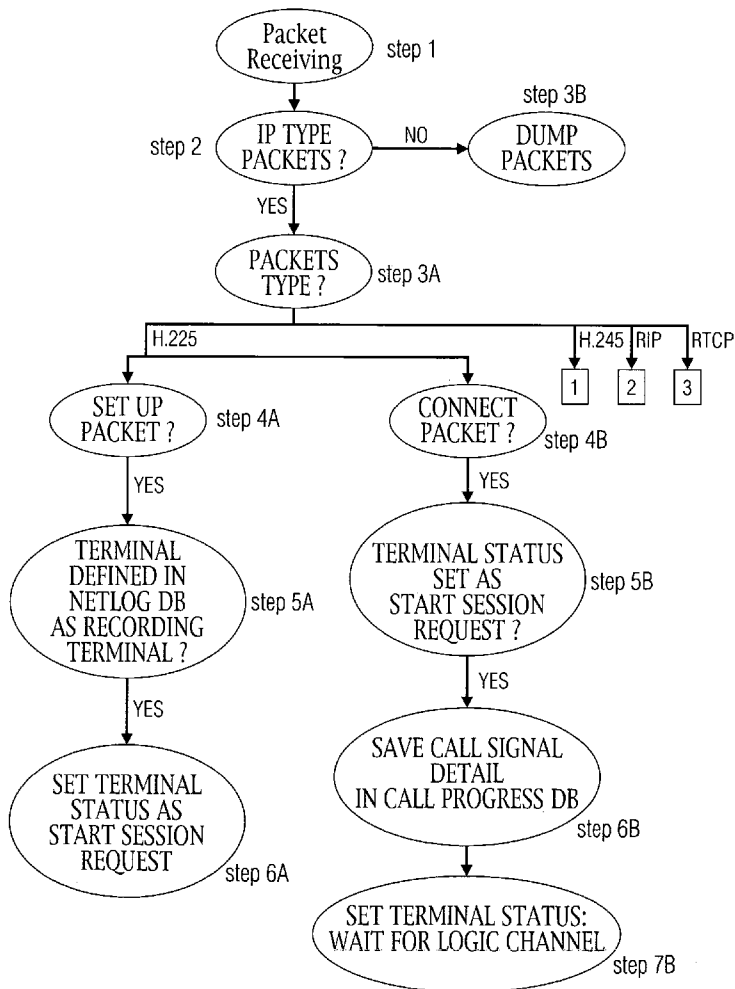 Packet
Receiving
step 1
step 3B
step 2
IP TYPE
PACKETS ?
NO
DUMP
PACKETS
YES
PACKETS
TYPE ?
step 3A
H.225
H.245
RIP
RTCP
1
2
3
SET UP
PACKET ?
step 4A
CONNECT
PACKET ?
step 4B
YES
YES
TERMINAL
DEFINED IN
NETLOG DB
AS RECORDING
TERMINAL ?
step 5A
TERMINAL STATUS
SET AS
START SESSION
REQUEST ?
step 5B
YES
YES
SET TERMINAL
STATUS AS
START SESSION
REQUEST
step 6A
SAVE CALL SIGNAL
DETAIL
IN CALL PROGRESS DB
step 6B
SET TERMINAL STATUS:
WAIT FOR LOGIC CHANNEL
step 7B